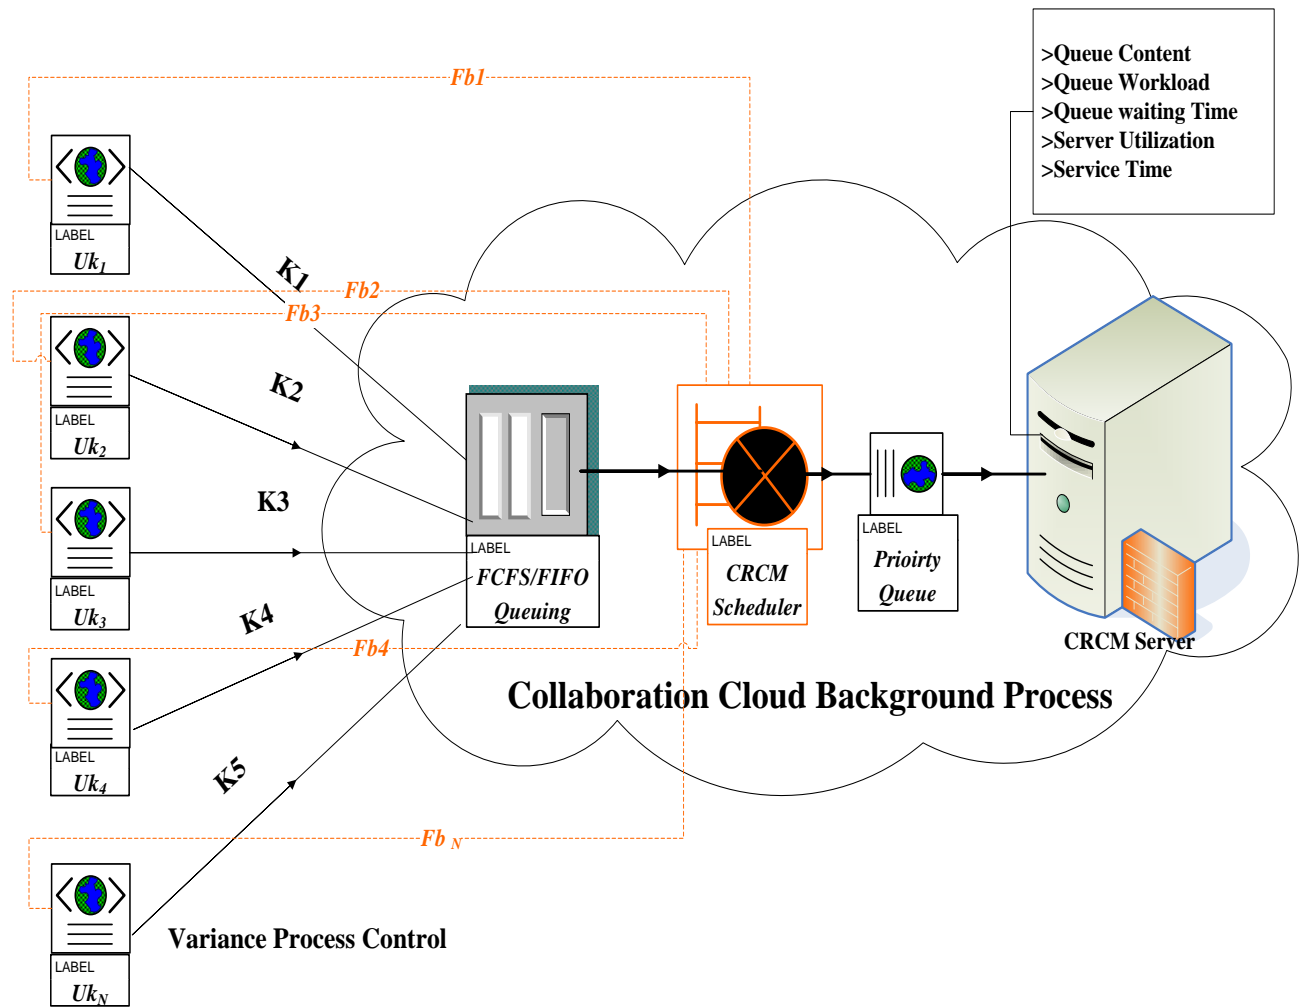 >Queue Content
>Queue Workload
>Queue waiting Time
>Server Utilization
>Service Time
Fb1
LABEL
Uk1
K1
Fb2
Fb3
K2
LABEL
Uk2
K3
LABEL
FCFS/FIFO
Queuing
LABEL
CRCM
Scheduler
LABEL
Prioirty
Queue
CRCM Server
LABEL
Uk3
K4
Fb4
Collaboration Cloud Background Process
LABEL
Uk4
K5
Fb N
Variance Process Control
LABEL
UkN